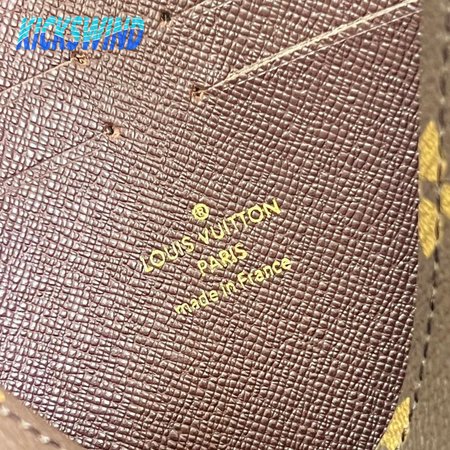 KICKSWIND
®
LOUIS VUITTON
PARIS
made in France